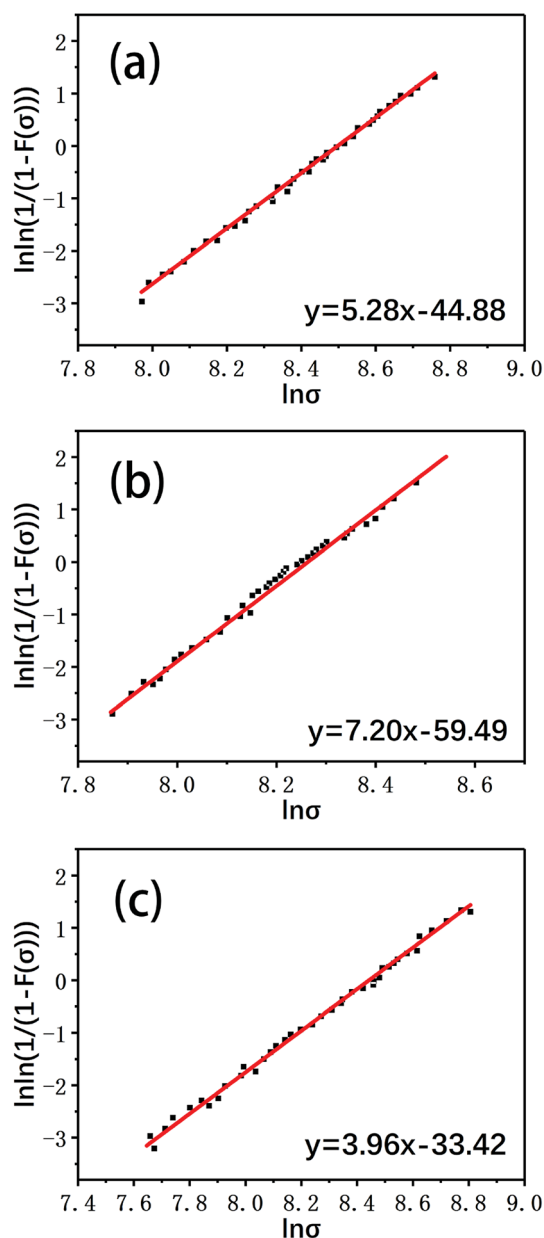 (a)
lnln(1/(1-F(σ)))
2
1
0
-1
-2
-3
y=5.28x-44.88
7.8 8.0 8.2 8.4 8.6 8.8 9.0
lnσ
(b)
lnln(1/(1-F(σ)))
2
1
0
-1
-2
-3
y=7.20x-59.49
7.8 8.0 8.2 8.4 8.6
lnσ
(c)
lnln(1/(1-F(σ)))
2
1
0
-1
-2
-3
y=3.96x-33.42
7.4 7.6 7.8 8.0 8.2 8.4 8.6 8.8 9.0
lnσ